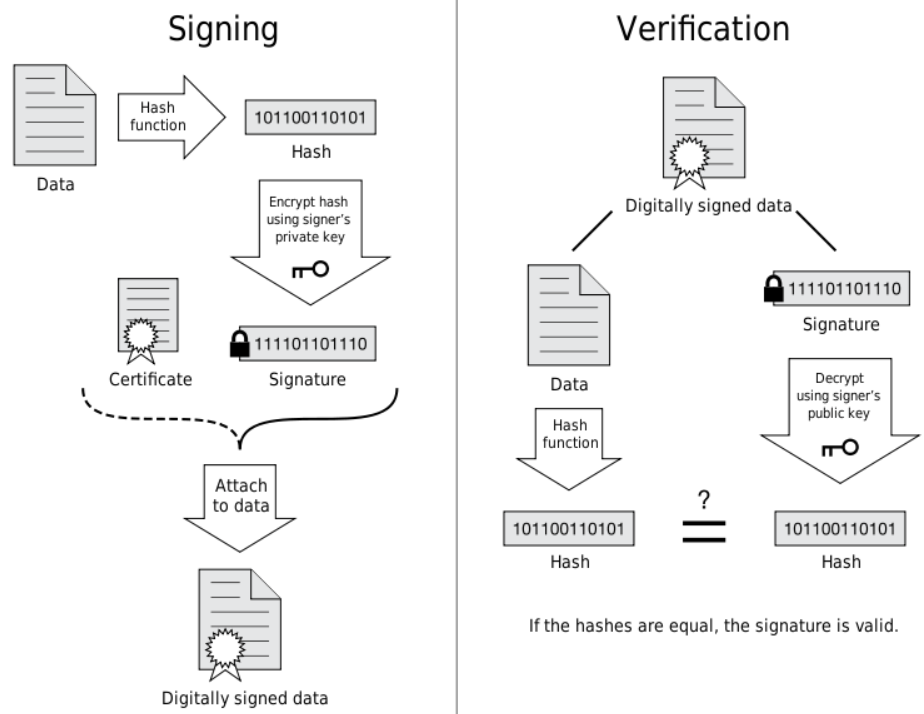 Signing
Data
Hash
function
101100110101
Hash
Encrypt hash
using signer's
private key
Certificate
111101101110
Signature
Attach
to data
Digitally signed data
Verification
Digitally signed data
Data
111101101110
Signature
Hash
function
Decrypt
using signer's
public key
101100110101
Hash
?
101100110101
Hash
If the hashes are equal, the signature is valid.